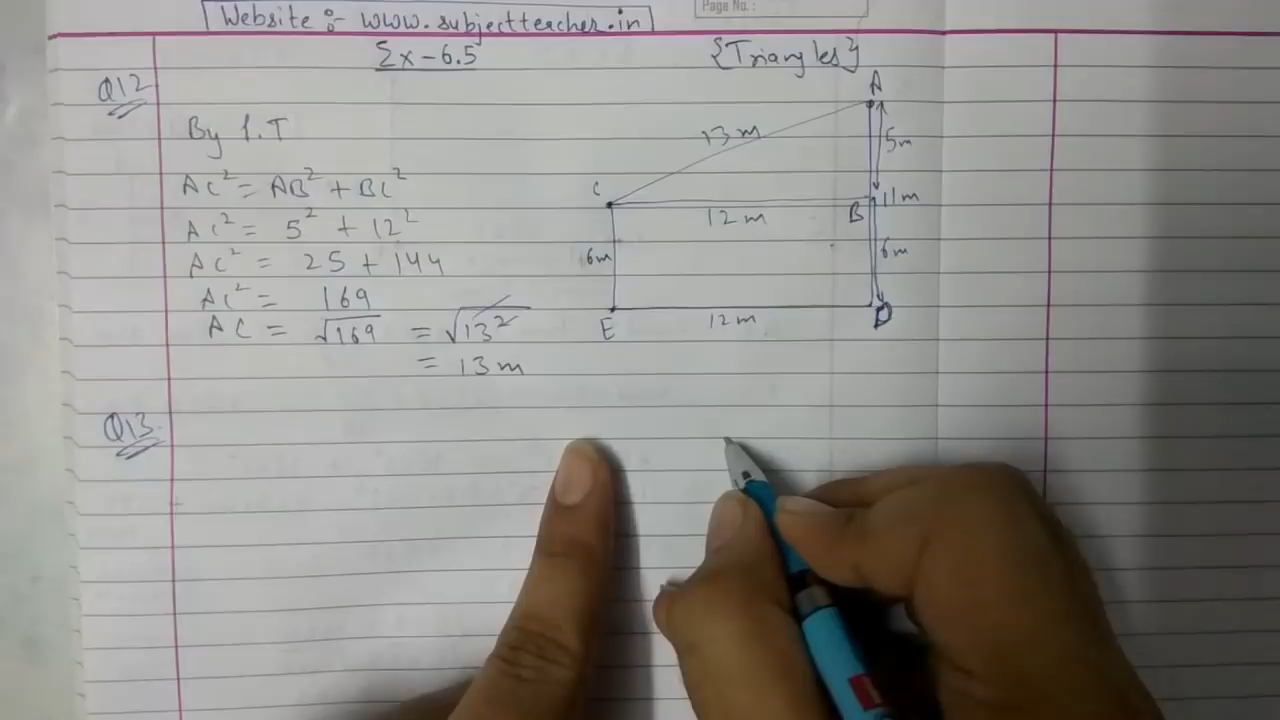 Page No.:
Website :- www.subjectteacher.in
Ex-6.5 {Triangles}
Q12
By P.T
AC² = AB² + BC²
AC² = 5² + 12²
AC² = 25 + 144
AC² = 169
AC = √169 = √13²
= 13 m
A
13 m
5m
C
12 m
B
11m
6m
6m
E
12 m
D
Q13